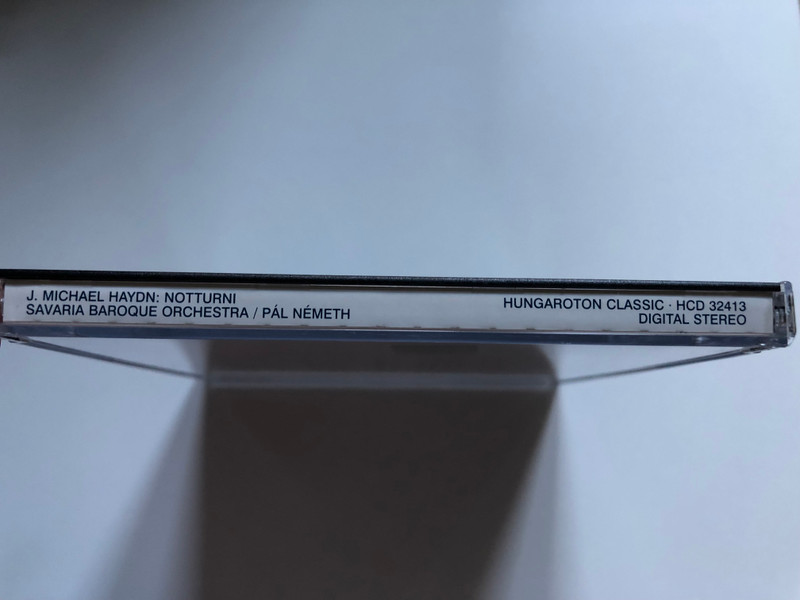 J. MICHAEL HAYDN: NOTTURNI
SAVARIA BAROQUE ORCHESTRA / PÁL NÉMETH
HUNGAROTON CLASSIC · HCD 32413
DIGITAL STEREO